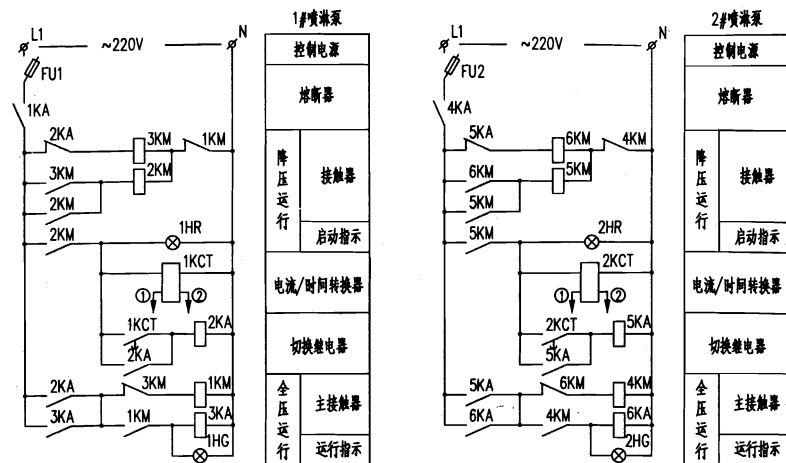 1#喷淋泵
L1 ~220V N
控制电源
FU1
熔断器
1KA
2KA 3KM 1KM
3KM 2KM
2KM
降压运行
接触器
2KM 1HR
启动指示
1KCT
① ②
电流/时间转换器
1KCT 2KA
2KA
切换继电器
2KA 3KM 1KM
3KA 1KM 3KA
1HG
全压运行
主接触器
运行指示
2#喷淋泵
L1 ~220V N
控制电源
FU2
熔断器
4KA
5KA 6KM 4KM
6KM 5KM
5KM
降压运行
接触器
5KM 2HR
启动指示
2KCT
① ②
电流/时间转换器
2KCT 5KA
5KA
切换继电器
5KA 6KM 4KM
6KA 4KM 6KA
2HG
全压运行
主接触器
运行指示